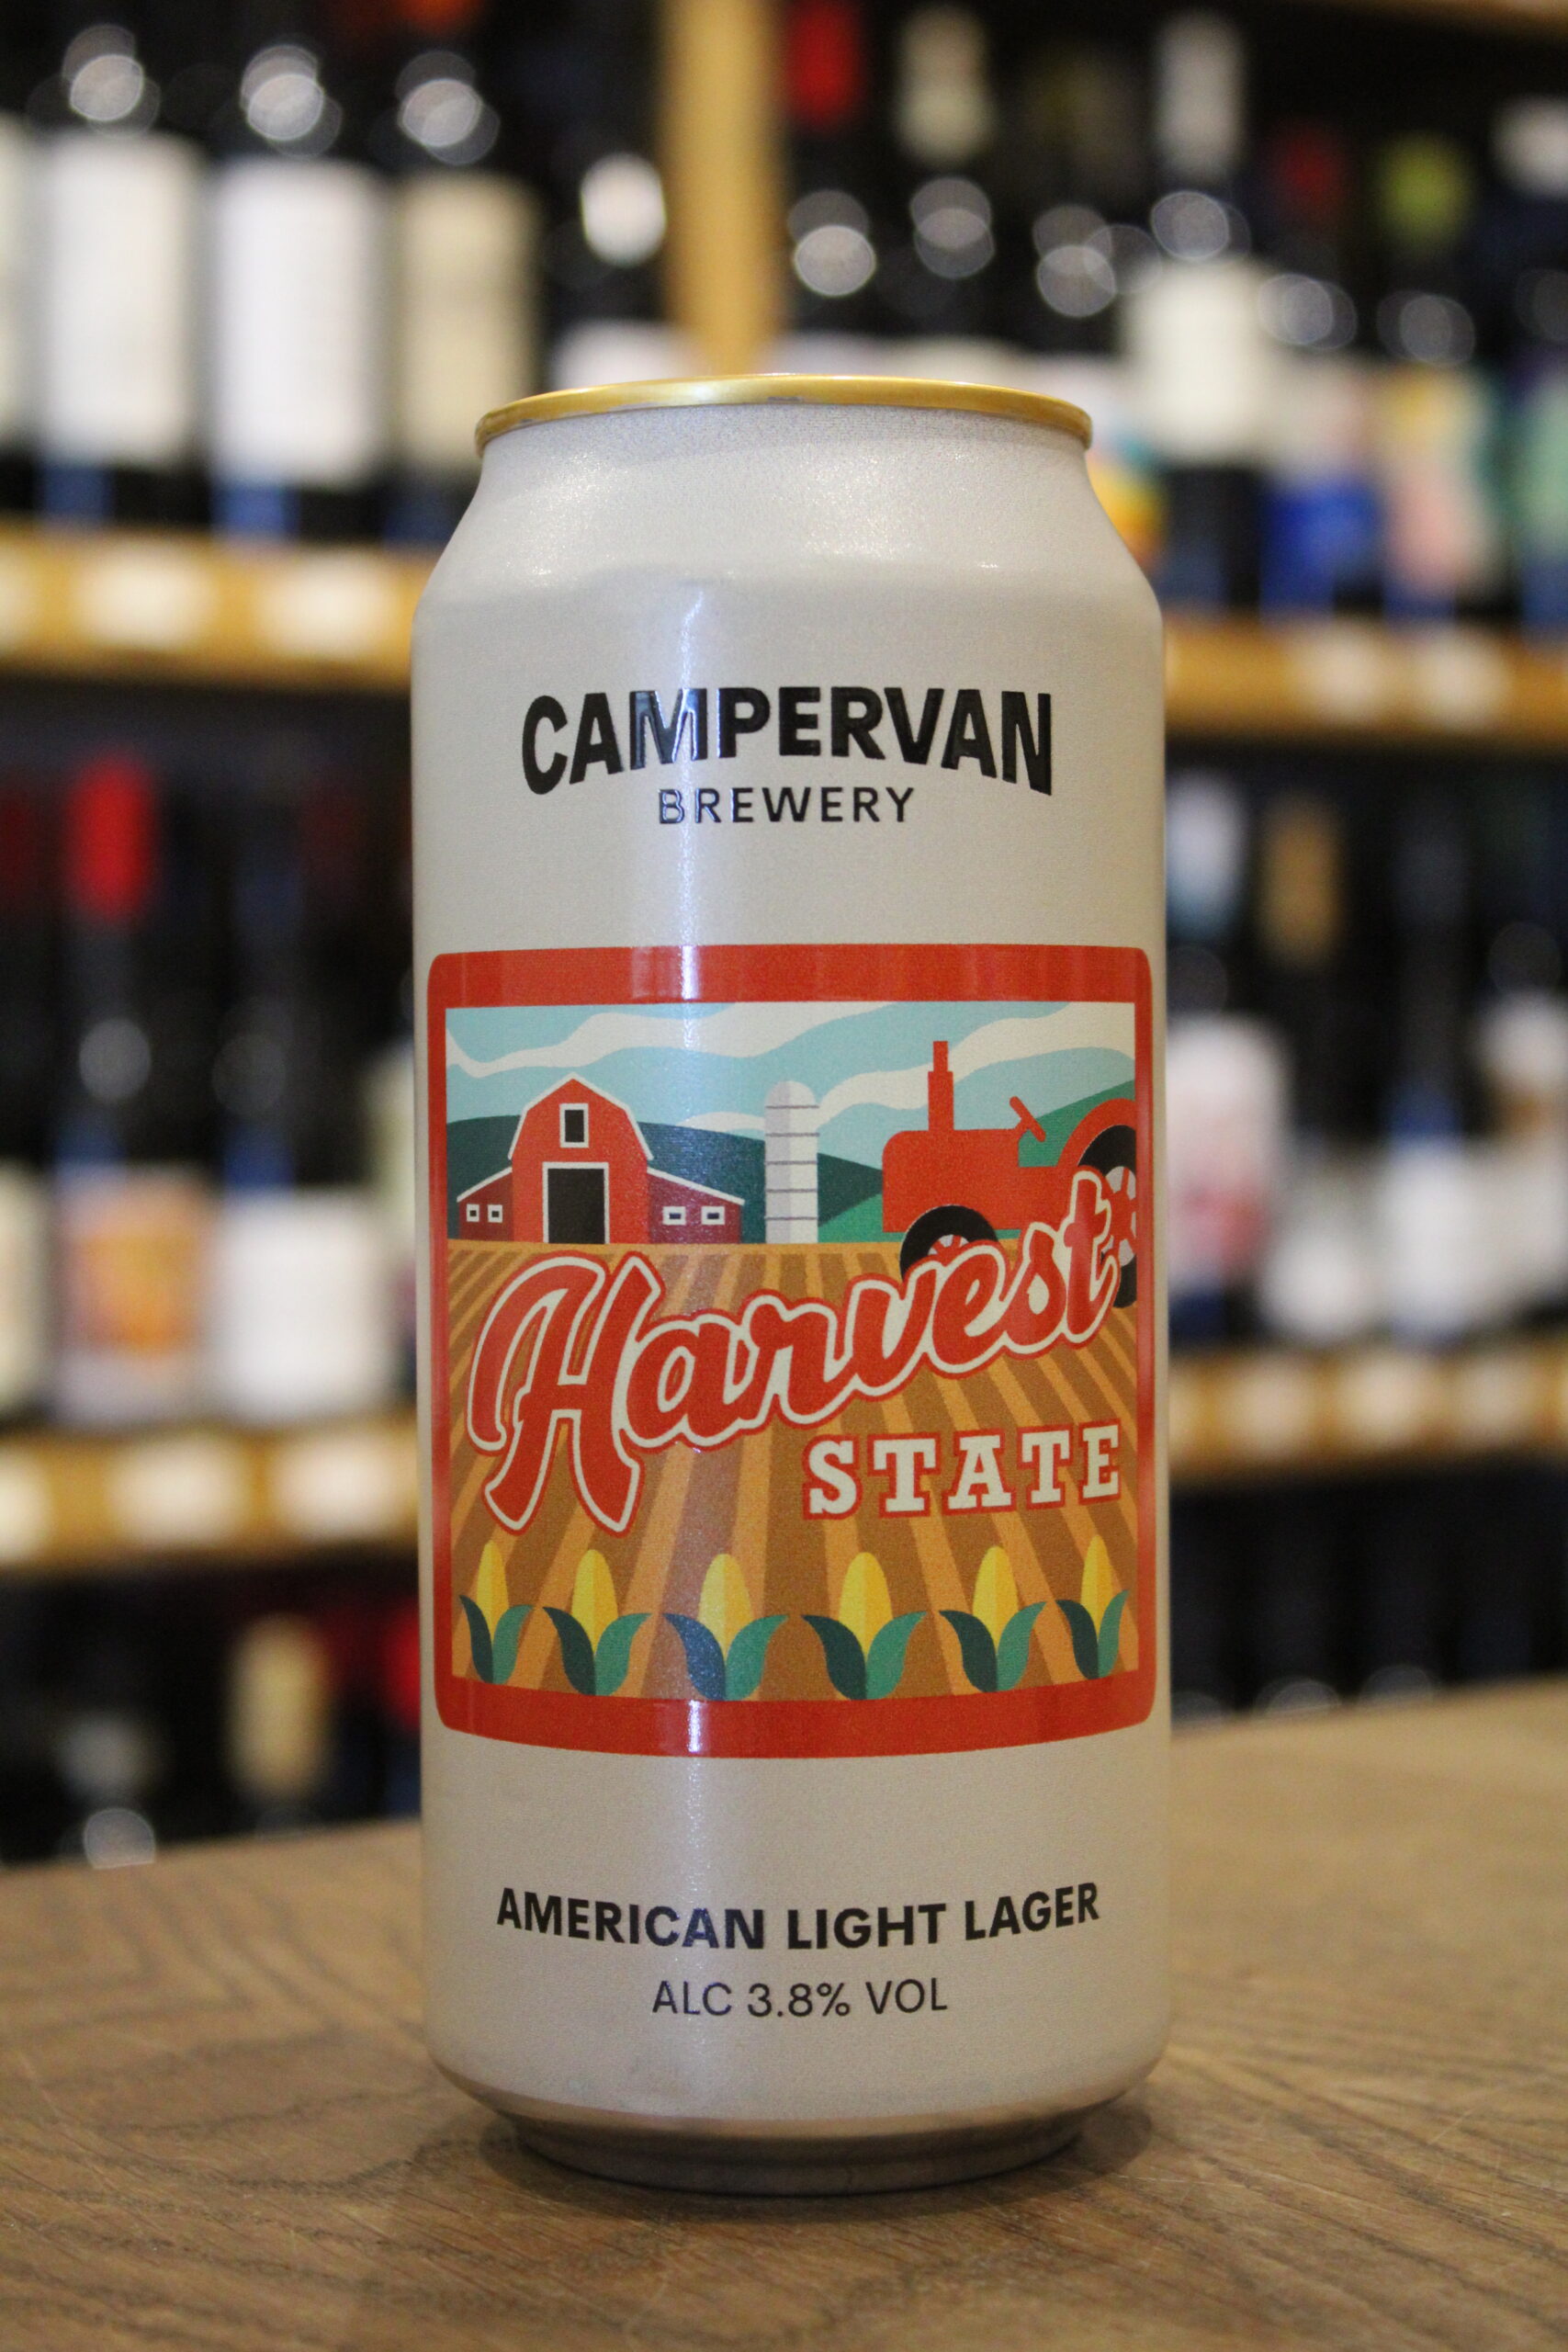 CAMPERVAN
BREWERY
Harvest
STATE
AMERICAN LIGHT LAGER
ALC 3.8% VOL